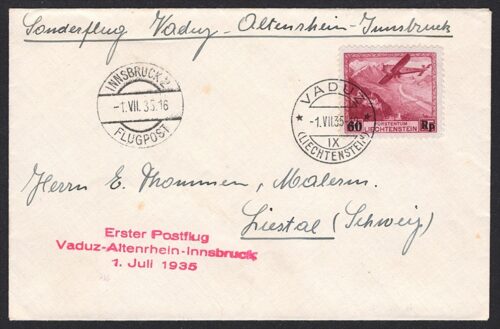 Sonderflug Vaduz - Altenrhein - Innsbruck
INNSBRUCK 2
-1.VII.35.16
FLUGPOST
60 Rp
FÜRSTENTUM
LIECHTENSTEIN
VADUZ
-1.VII.35
IX
(LIECHTENSTEIN)
Herrn E. Thommen, Malerm.
Liestal (Schweiz)
Erster Postflug
Vaduz-Altenrhein-Innsbruck
1. Juli 1935